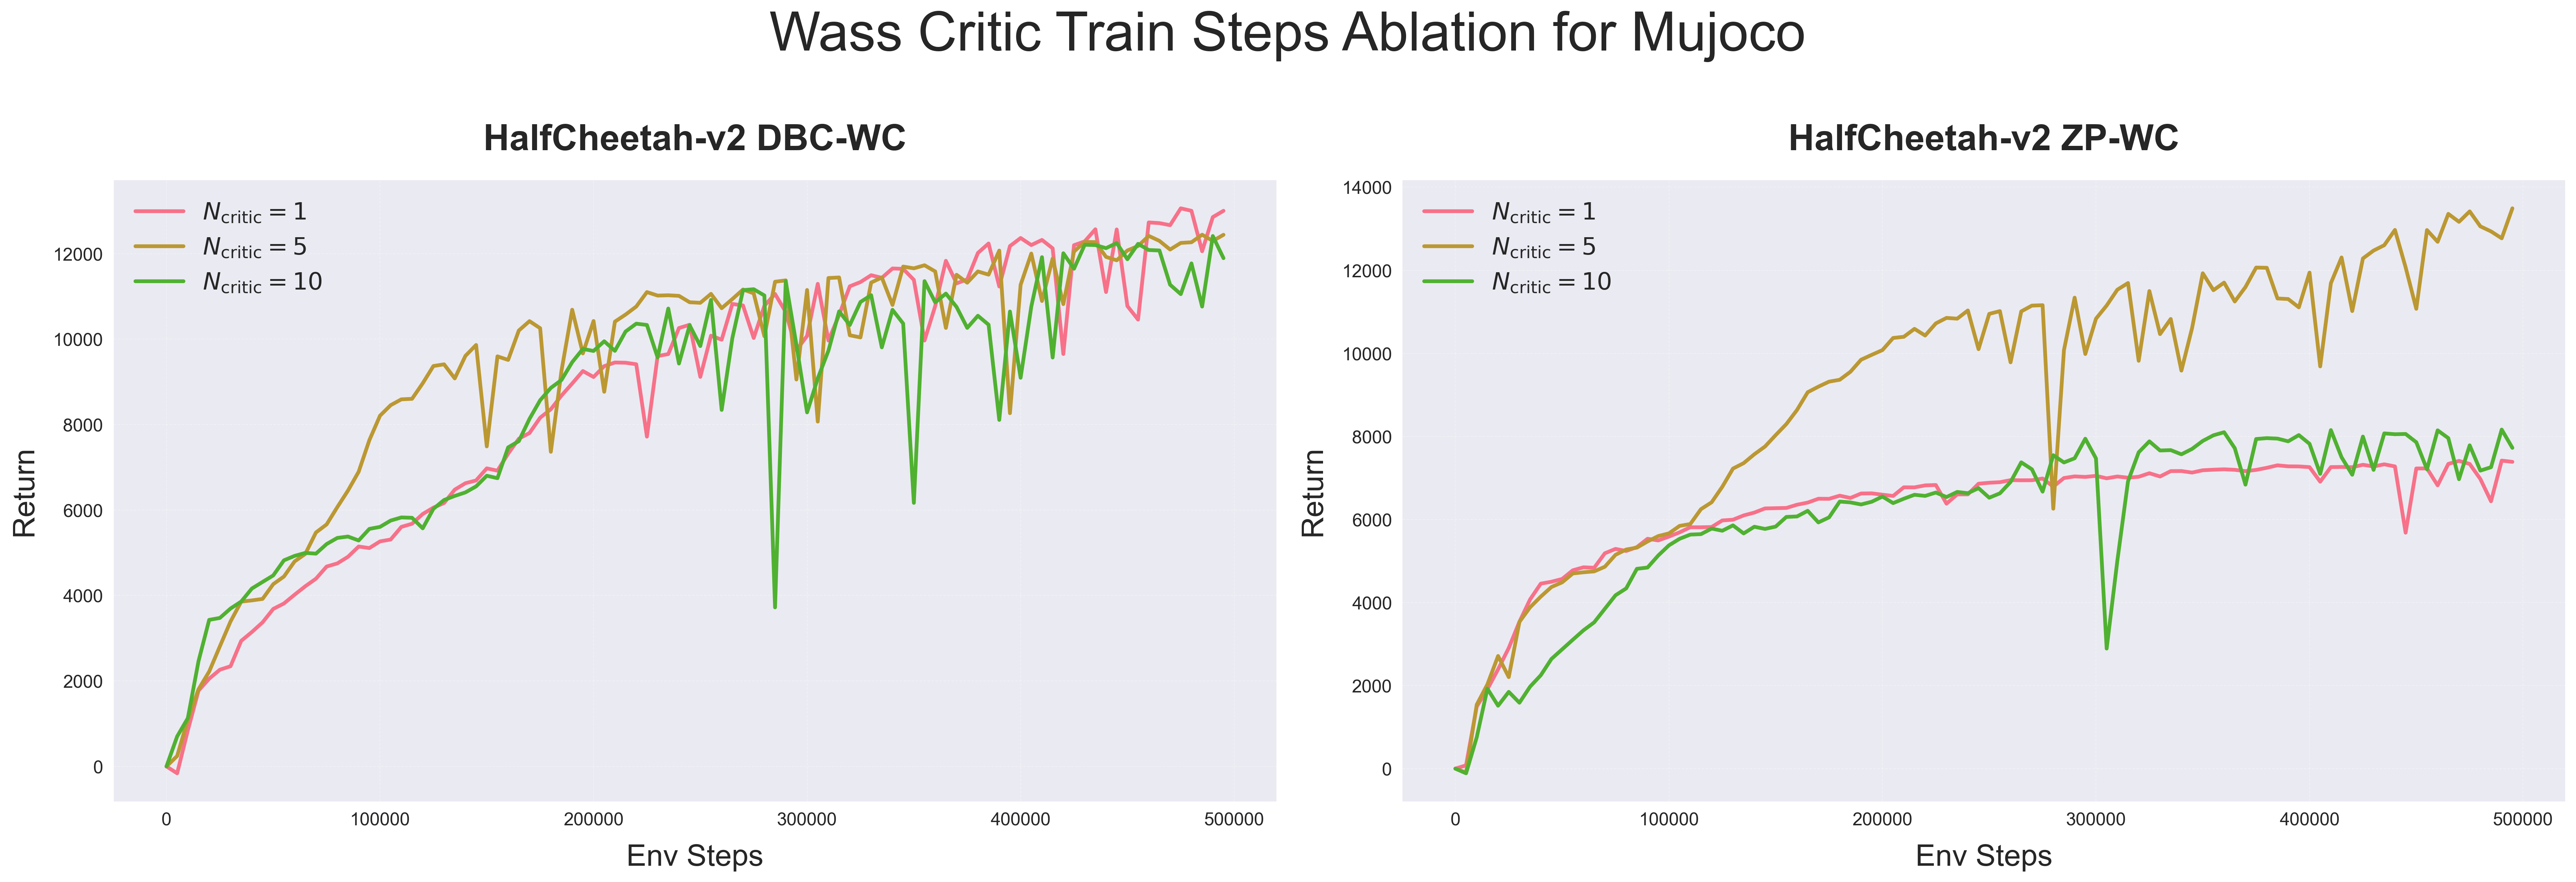 Wass Critic Train Steps Ablation for Mujoco
HalfCheetah-v2 DBC-WC
N_critic = 1
N_critic = 5
N_critic = 10
Return
12000
10000
8000
6000
4000
2000
0
0 100000 200000 300000 400000 500000
Env Steps
HalfCheetah-v2 ZP-WC
N_critic = 1
N_critic = 5
N_critic = 10
Return
14000
12000
10000
8000
6000
4000
2000
0
0 100000 200000 300000 400000 500000
Env Steps